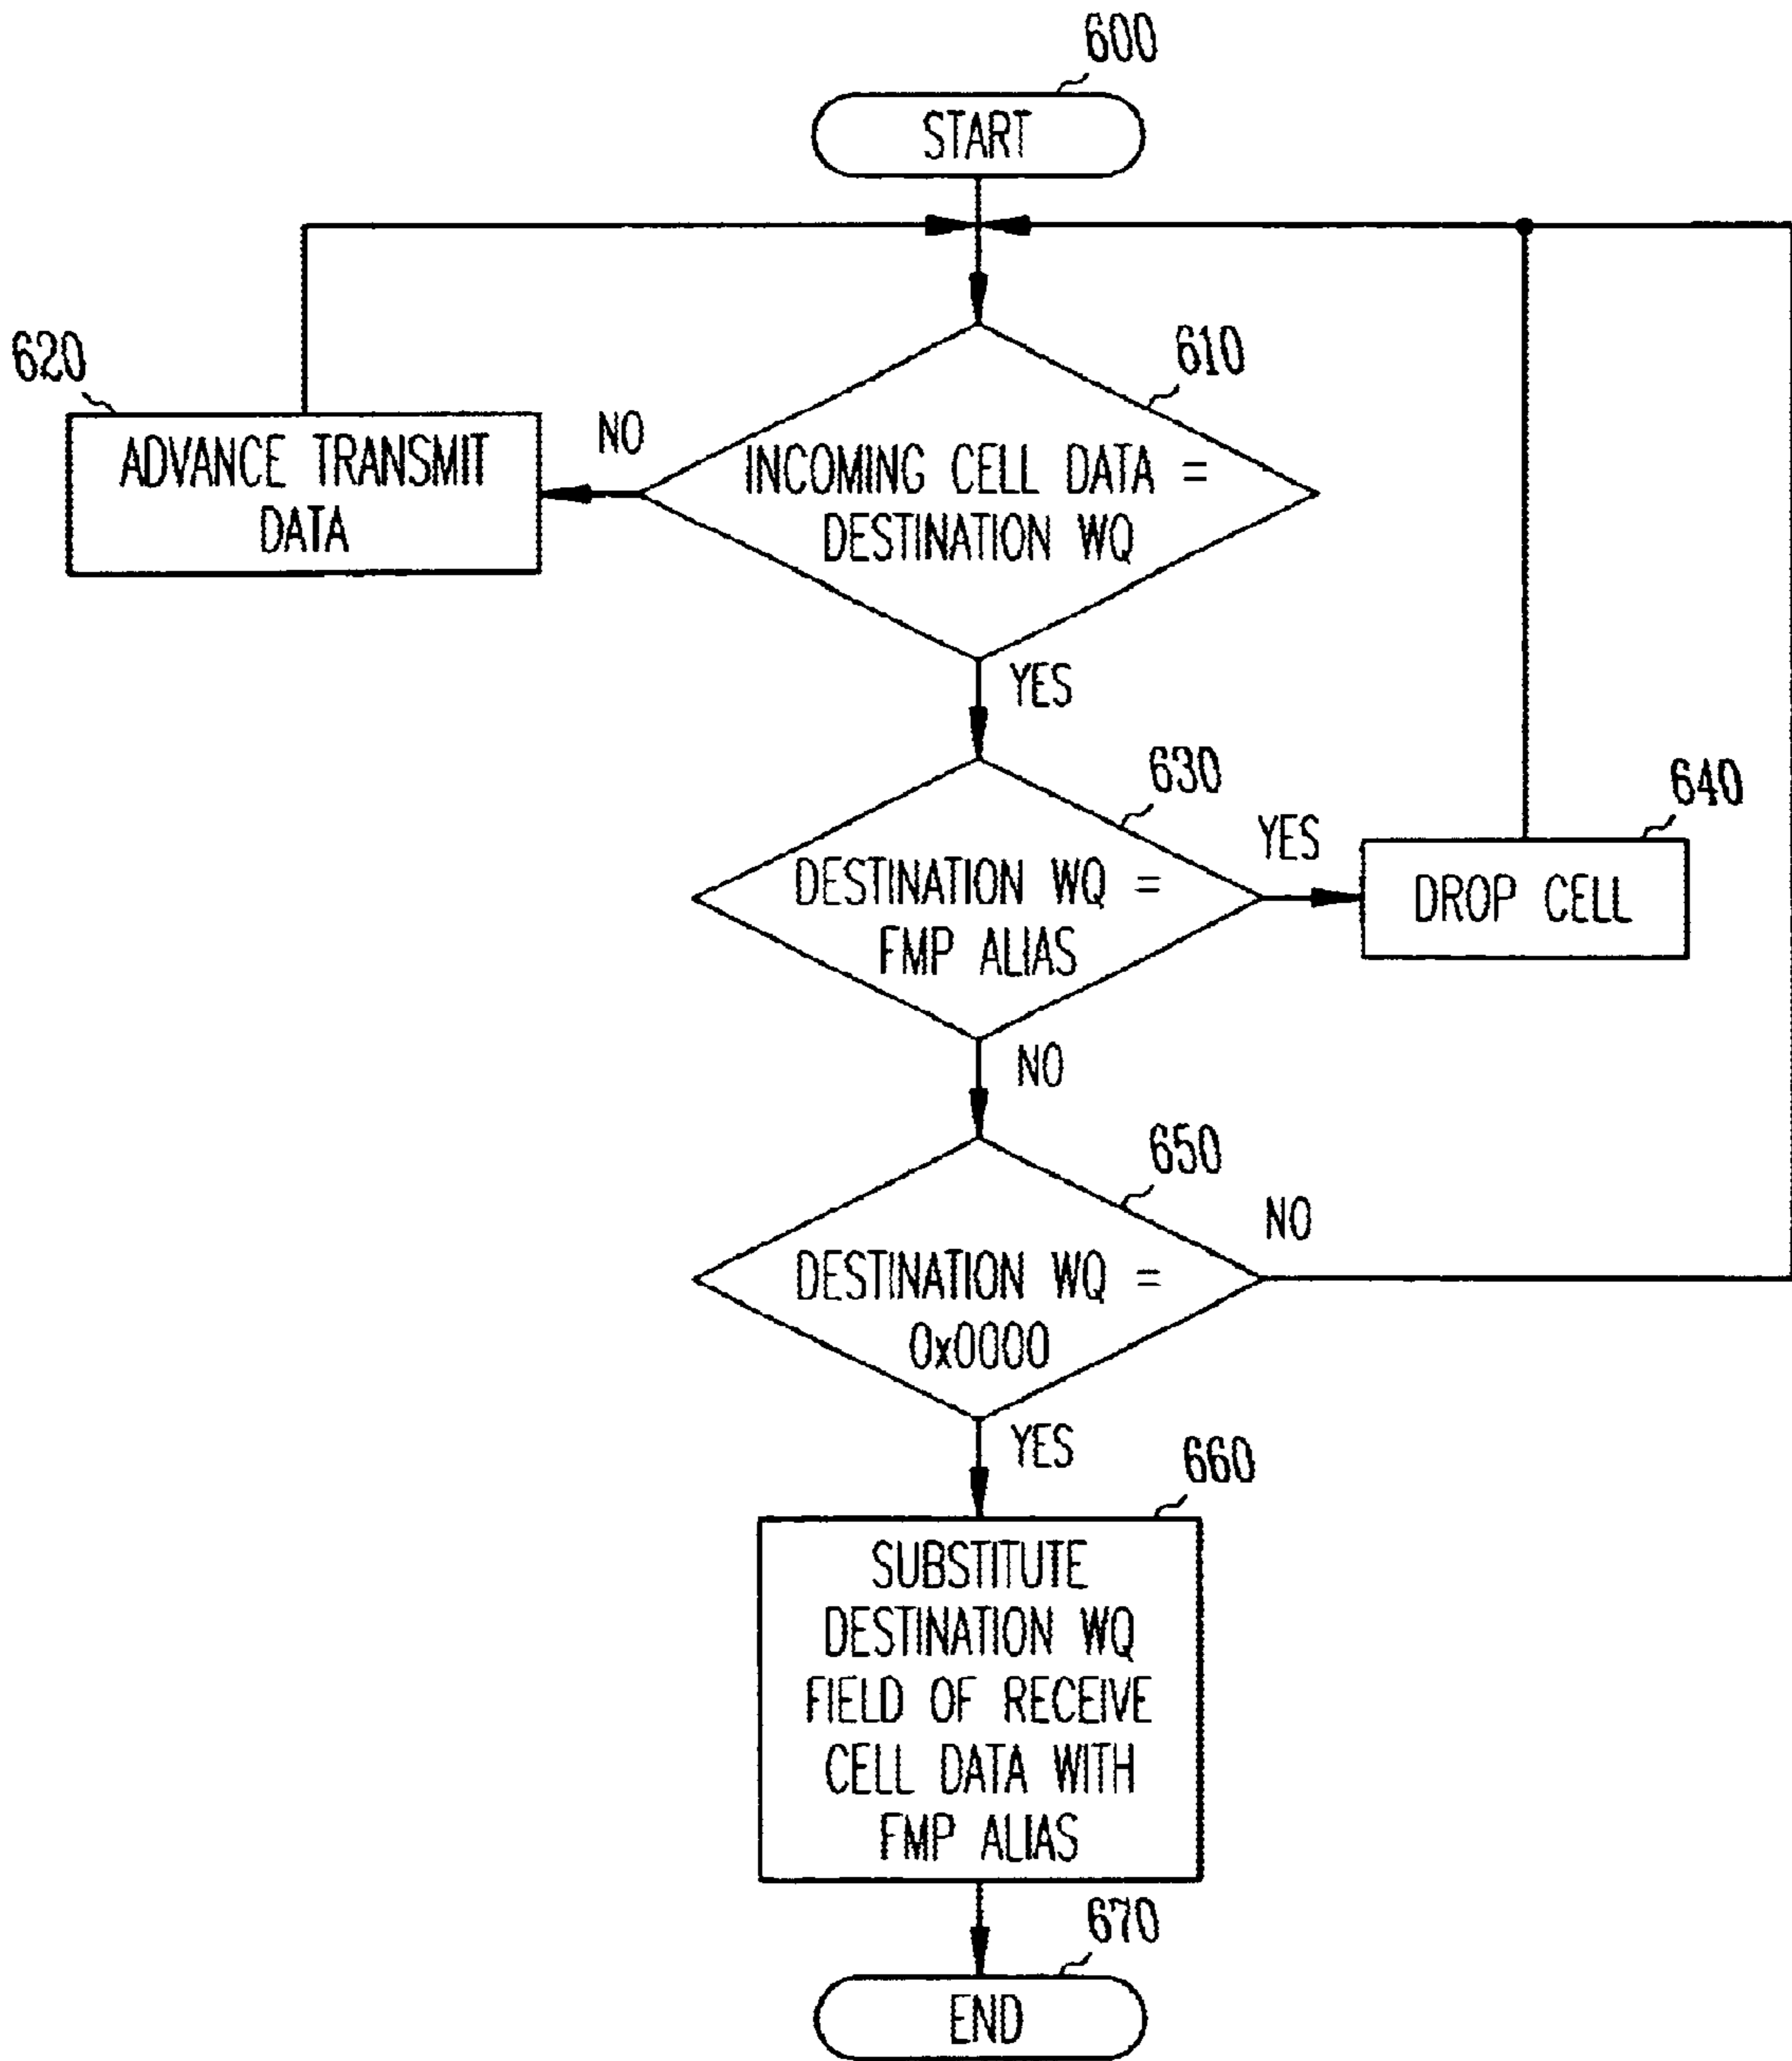 600
START
610
INCOMING CELL DATA =
DESTINATION WQ
NO
620
ADVANCE TRANSMIT
DATA
YES
630
DESTINATION WQ =
FMP ALIAS
YES
640
DROP CELL
NO
650
DESTINATION WQ =
0x0000
NO
YES
660
SUBSTITUTE
DESTINATION WQ
FIELD OF RECEIVE
CELL DATA WITH
FMP ALIAS
670
END